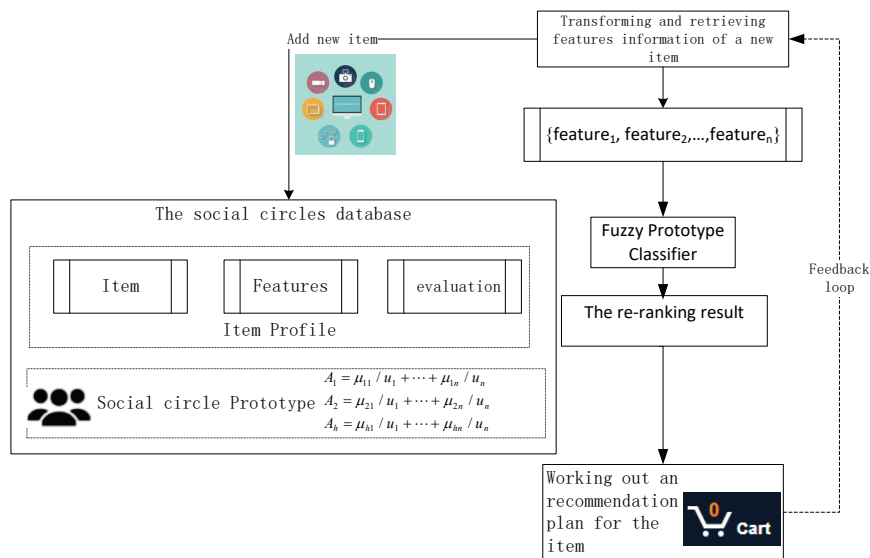 Transforming and retrieving
features information of a new
item
Add new item
{feature₁, feature₂,...,featureₙ}
The social circles database
Fuzzy Prototype
Classifier
Feedback
loop
Item
Features
evaluation
Item Profile
The re-ranking result
Social circle Prototype
A₁ = μ₁₁ / u₁ + ⋯ + μ₁ₙ / uₙ
A₂ = μ₂₁ / u₁ + ⋯ + μ₂ₙ / uₙ
Aₕ = μₕ₁ / u₁ + ⋯ + μₕₙ / uₙ
Working out an
recommendation
plan for the
item
0
Cart